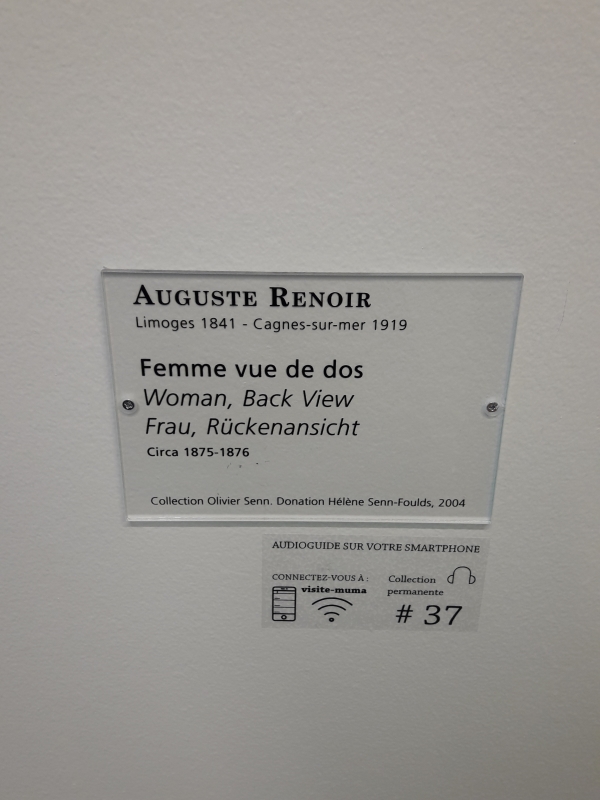 AUGUSTE RENOIR
Limoges 1841 - Cagnes-sur-mer 1919
Femme vue de dos
Woman, Back View
Frau, Rückenansicht
Circa 1875-1876
Collection Olivier Senn. Donation Hélène Senn-Foulds, 2004
AUDIOGUIDE SUR VOTRE SMARTPHONE
CONNECTEZ-VOUS À :
visite-muma
Collection
permanente
# 37